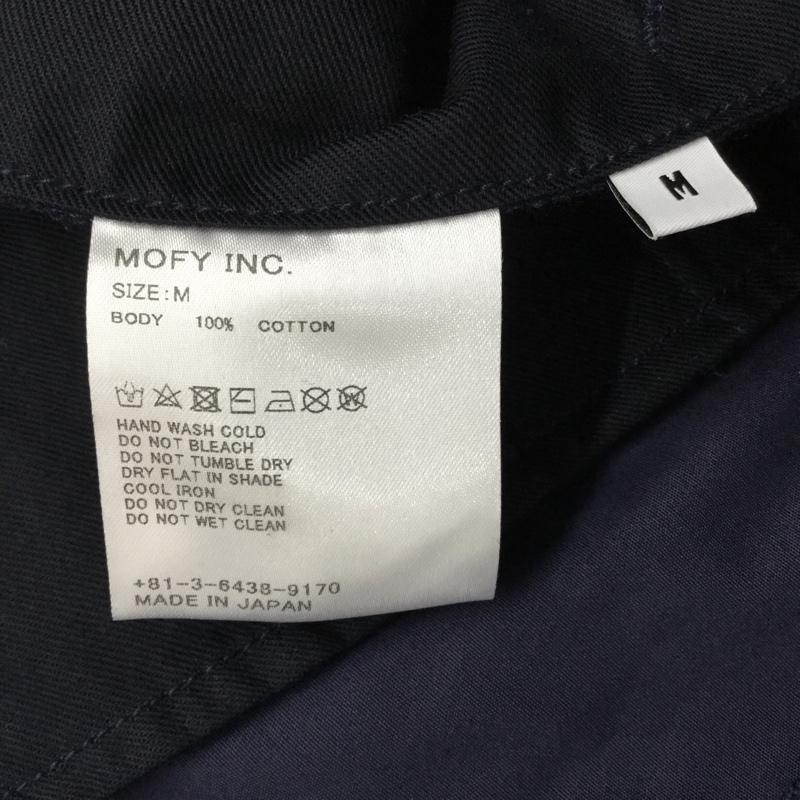 MOFY INC.
SIZE:M
BODY 100% COTTON
HAND WASH COLD
DO NOT BLEACH
DO NOT TUMBLE DRY
DRY FLAT IN SHADE
COOL IRON
DO NOT DRY CLEAN
DO NOT WET CLEAN
+81-3-6438-9170
MADE IN JAPAN
M